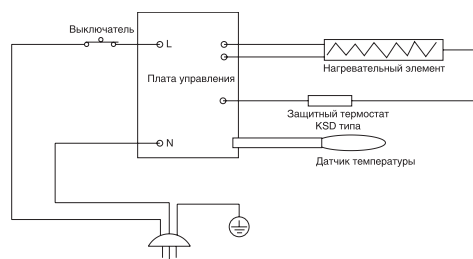 Выключатель
L
Плата управления
Нагревательный элемент
Защитный термостат
KSD типа
N
Датчик температуры